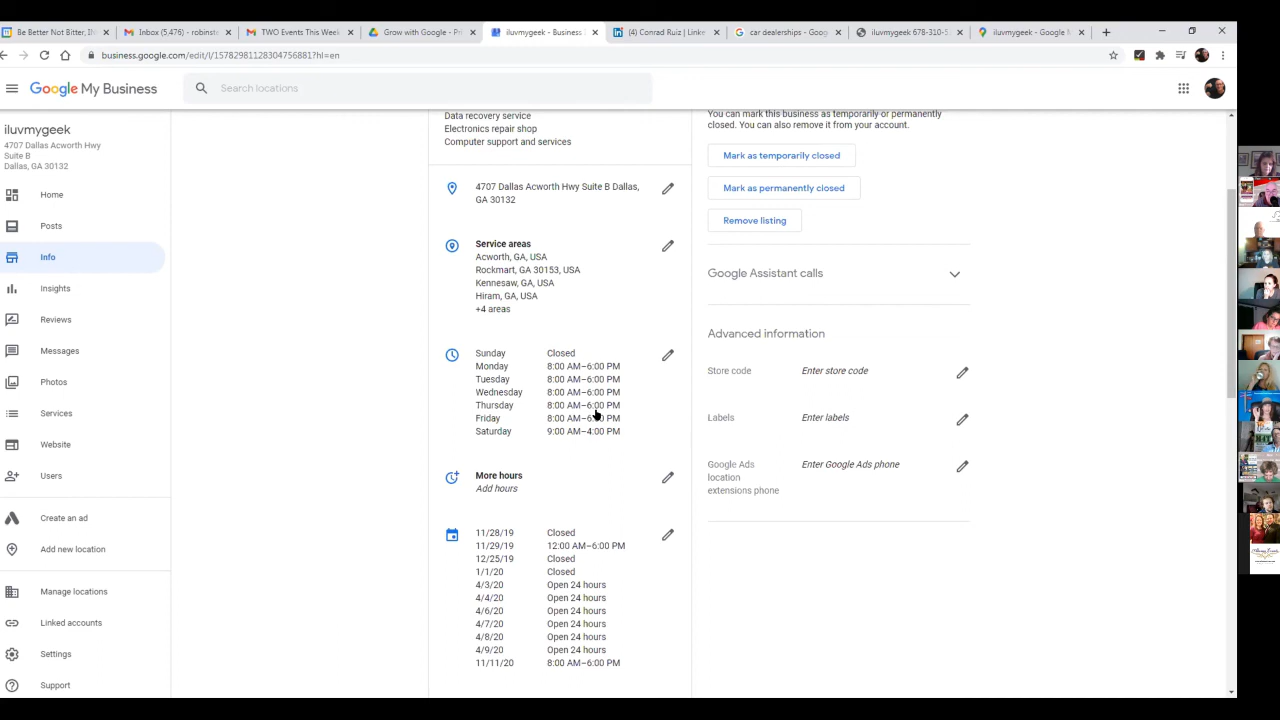 Be Better Not Bitter, If
Inbox (5,476) - robinste
TWO Events This Week
Grow with Google - Pri
iluvmygeek - Business
(4) Conrad Ruiz | Linke
car dealerships - Goog
iluvmygeek 678-310-5
iluvmygeek - Google M
business.google.com/edit/l/15782981128304756881?hl=en
Google My Business
Search locations
iluvmygeek
4707 Dallas Acworth Hwy
Suite B
Dallas, GA 30132
Home
Posts
Info
Insights
Reviews
Messages
Photos
Services
Website
Users
Create an ad
Add new location
Manage locations
Linked accounts
Settings
Support
Data recovery service
Electronics repair shop
Computer support and services
4707 Dallas Acworth Hwy Suite B Dallas,
GA 30132
Service areas
Acworth, GA, USA
Rockmart, GA 30153, USA
Kennesaw, GA, USA
Hiram, GA, USA
+4 areas
Sunday Closed
Monday 8:00 AM–6:00 PM
Tuesday 8:00 AM–6:00 PM
Wednesday 8:00 AM–6:00 PM
Thursday 8:00 AM–6:00 PM
Friday 8:00 AM–6:00 PM
Saturday 9:00 AM–4:00 PM
More hours
Add hours
11/28/19 Closed
11/29/19 12:00 AM–6:00 PM
12/25/19 Closed
1/1/20 Closed
4/3/20 Open 24 hours
4/4/20 Open 24 hours
4/6/20 Open 24 hours
4/7/20 Open 24 hours
4/8/20 Open 24 hours
4/9/20 Open 24 hours
11/11/20 8:00 AM–6:00 PM
You can mark this business as temporarily or permanently
closed. You can also remove it from your account.
Mark as temporarily closed
Mark as permanently closed
Remove listing
Google Assistant calls
Advanced information
Store code Enter store code
Labels Enter labels
Google Ads Enter Google Ads phone
location
extensions phone